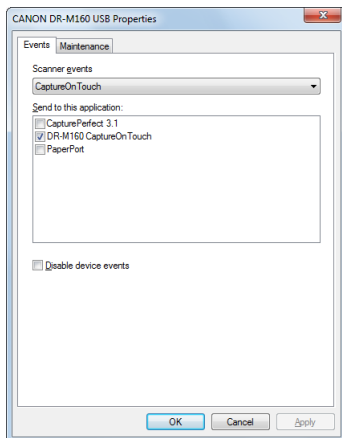 CANON DR-M160 USB Properties
Events Maintenance
Scanner events
CaptureOnTouch
Send to this application:
CapturePerfect 3.1
DR-M160 CaptureOnTouch
PaperPort
Disable device events
OK Cancel Apply